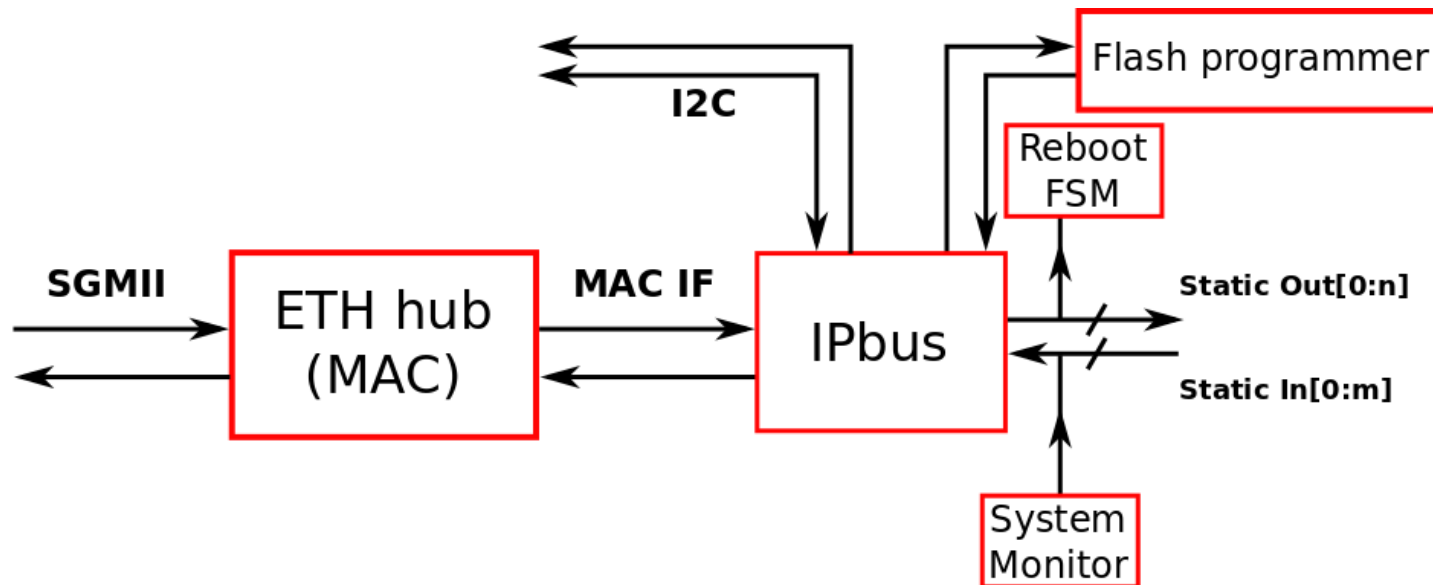 Flash programmer
I2C
Reboot
FSM
SGMII
ETH hub
(MAC)
MAC IF
IPbus
Static Out[0:n]
Static In[0:m]
System
Monitor